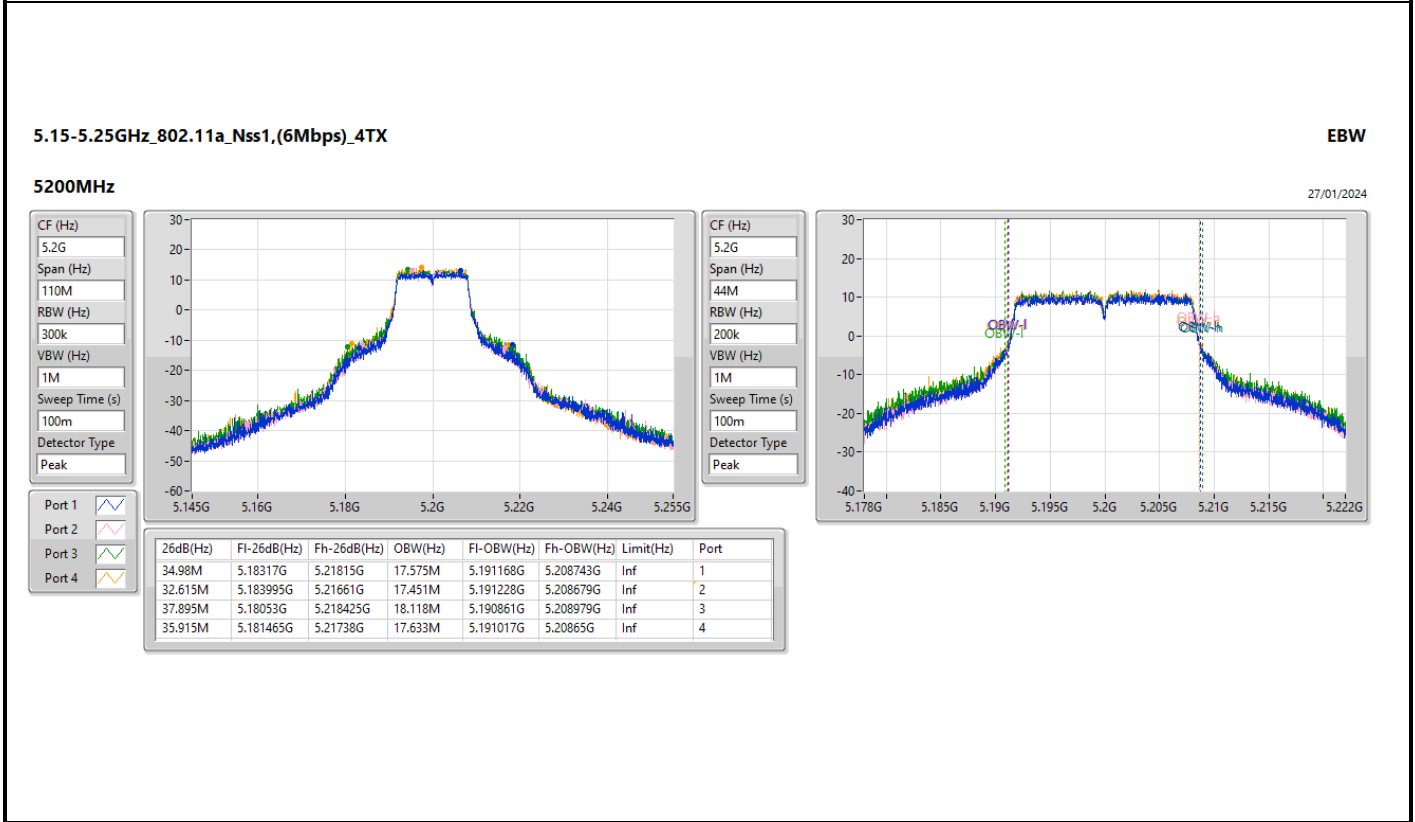 5.15-5.25GHz_802.11a_Nss1,(6Mbps)_4TX
EBW
5200MHz
27/01/2024
CF (Hz)
5.2G
Span (Hz)
110M
RBW (Hz)
300k
VBW (Hz)
1M
Sweep Time (s)
100m
Detector Type
Peak
30
20
10
0
-10
-20
-30
-40
-50
-60
5.145G 5.16G 5.18G 5.2G 5.22G 5.24G 5.255G
CF (Hz)
5.2G
Span (Hz)
44M
RBW (Hz)
200k
VBW (Hz)
1M
Sweep Time (s)
100m
Detector Type
Peak
30
20
10
0
-10
-20
-30
-40
OBW-l
OBW-l
OBW-h
OBW-h
5.178G 5.185G 5.19G 5.195G 5.2G 5.205G 5.21G 5.215G 5.222G
Port 1
Port 2
Port 3
Port 4
26dB(Hz) Fl-26dB(Hz) Fh-26dB(Hz) OBW(Hz) Fl-OBW(Hz) Fh-OBW(Hz) Limit(Hz) Port
34.98M 5.18317G 5.21815G 17.575M 5.191168G 5.208743G Inf 1
32.615M 5.183995G 5.21661G 17.451M 5.191228G 5.208679G Inf 2
37.895M 5.18053G 5.218425G 18.118M 5.190861G 5.208979G Inf 3
35.915M 5.181465G 5.21738G 17.633M 5.191017G 5.20865G Inf 4